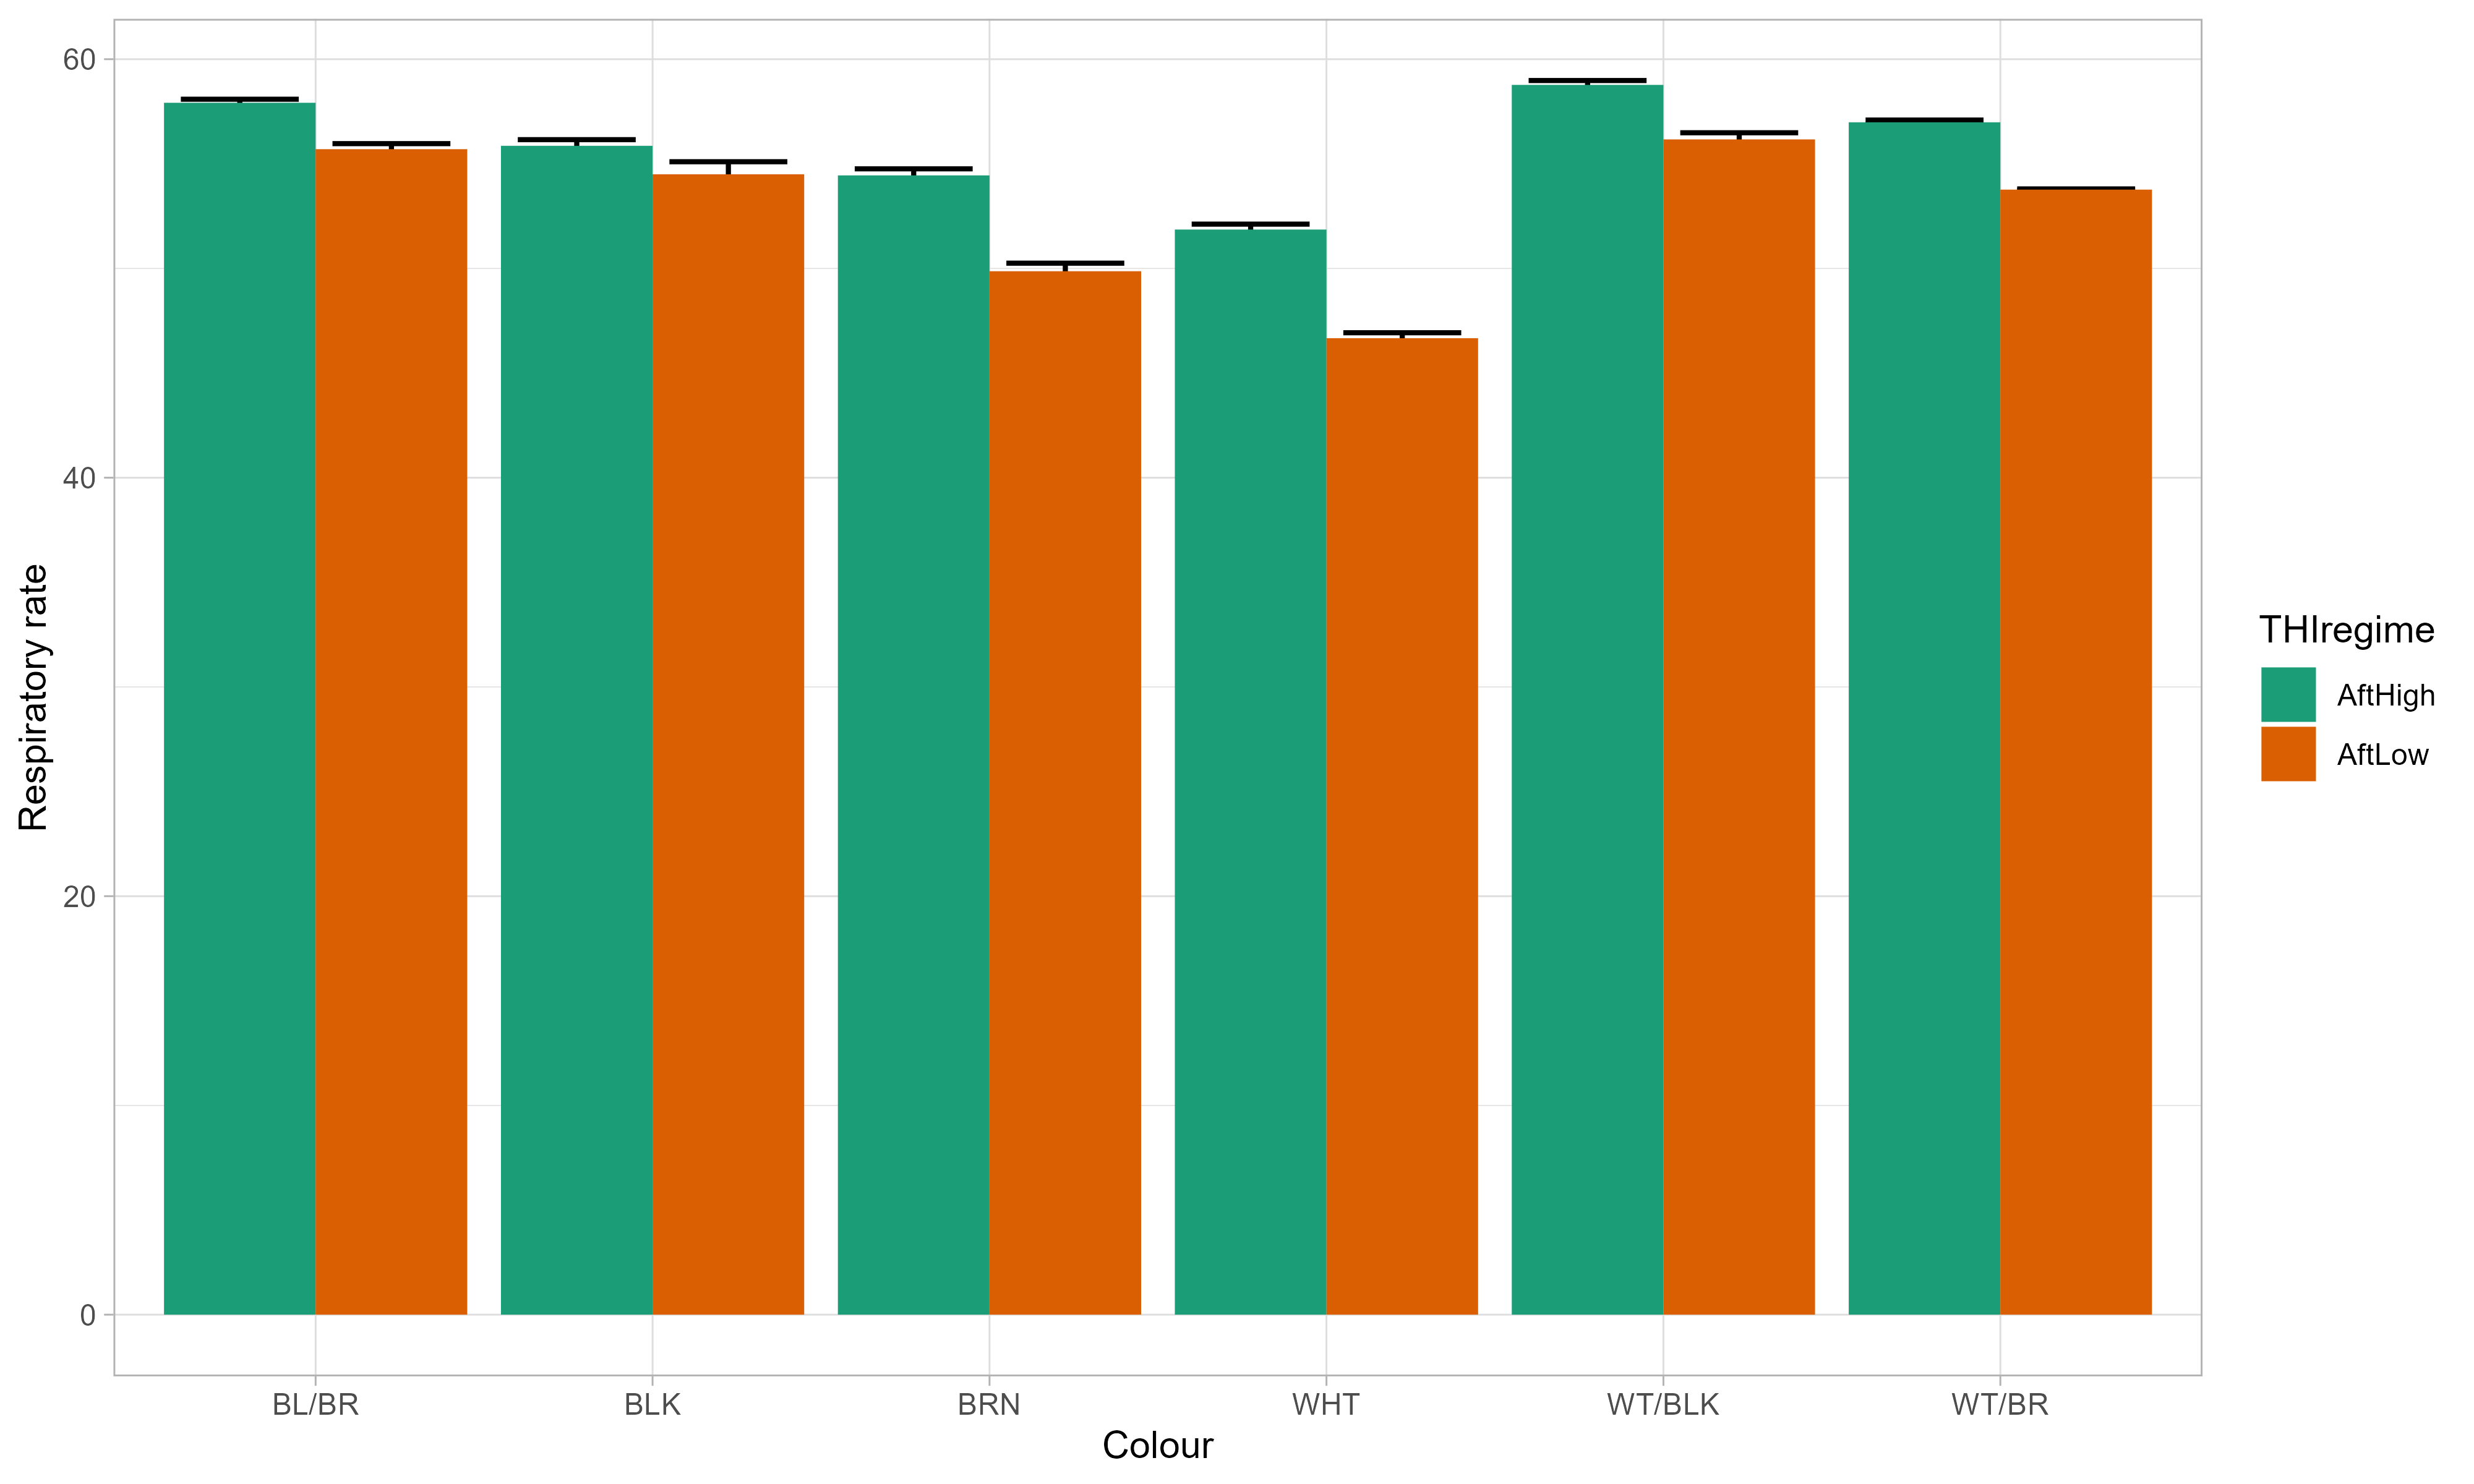 60
40
20
0
Respiratory rate
BL/BR
BLK
BRN
WHT
WT/BLK
WT/BR
Colour
THIregime
AftHigh
AftLow